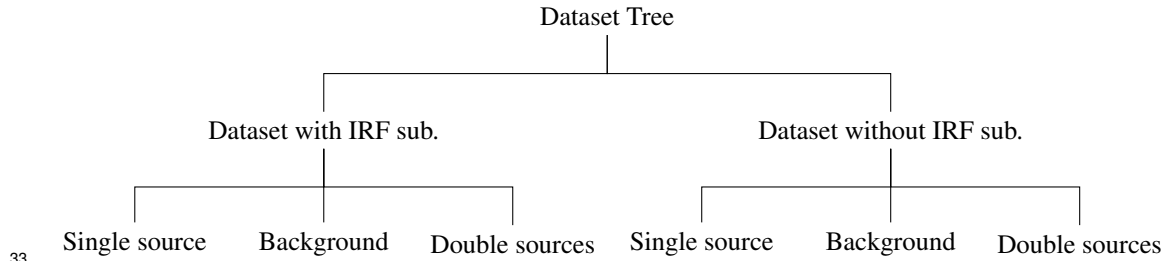 Dataset Tree
Dataset with IRF sub. Dataset without IRF sub.
Single source Background Double sources Single source Background Double sources
33